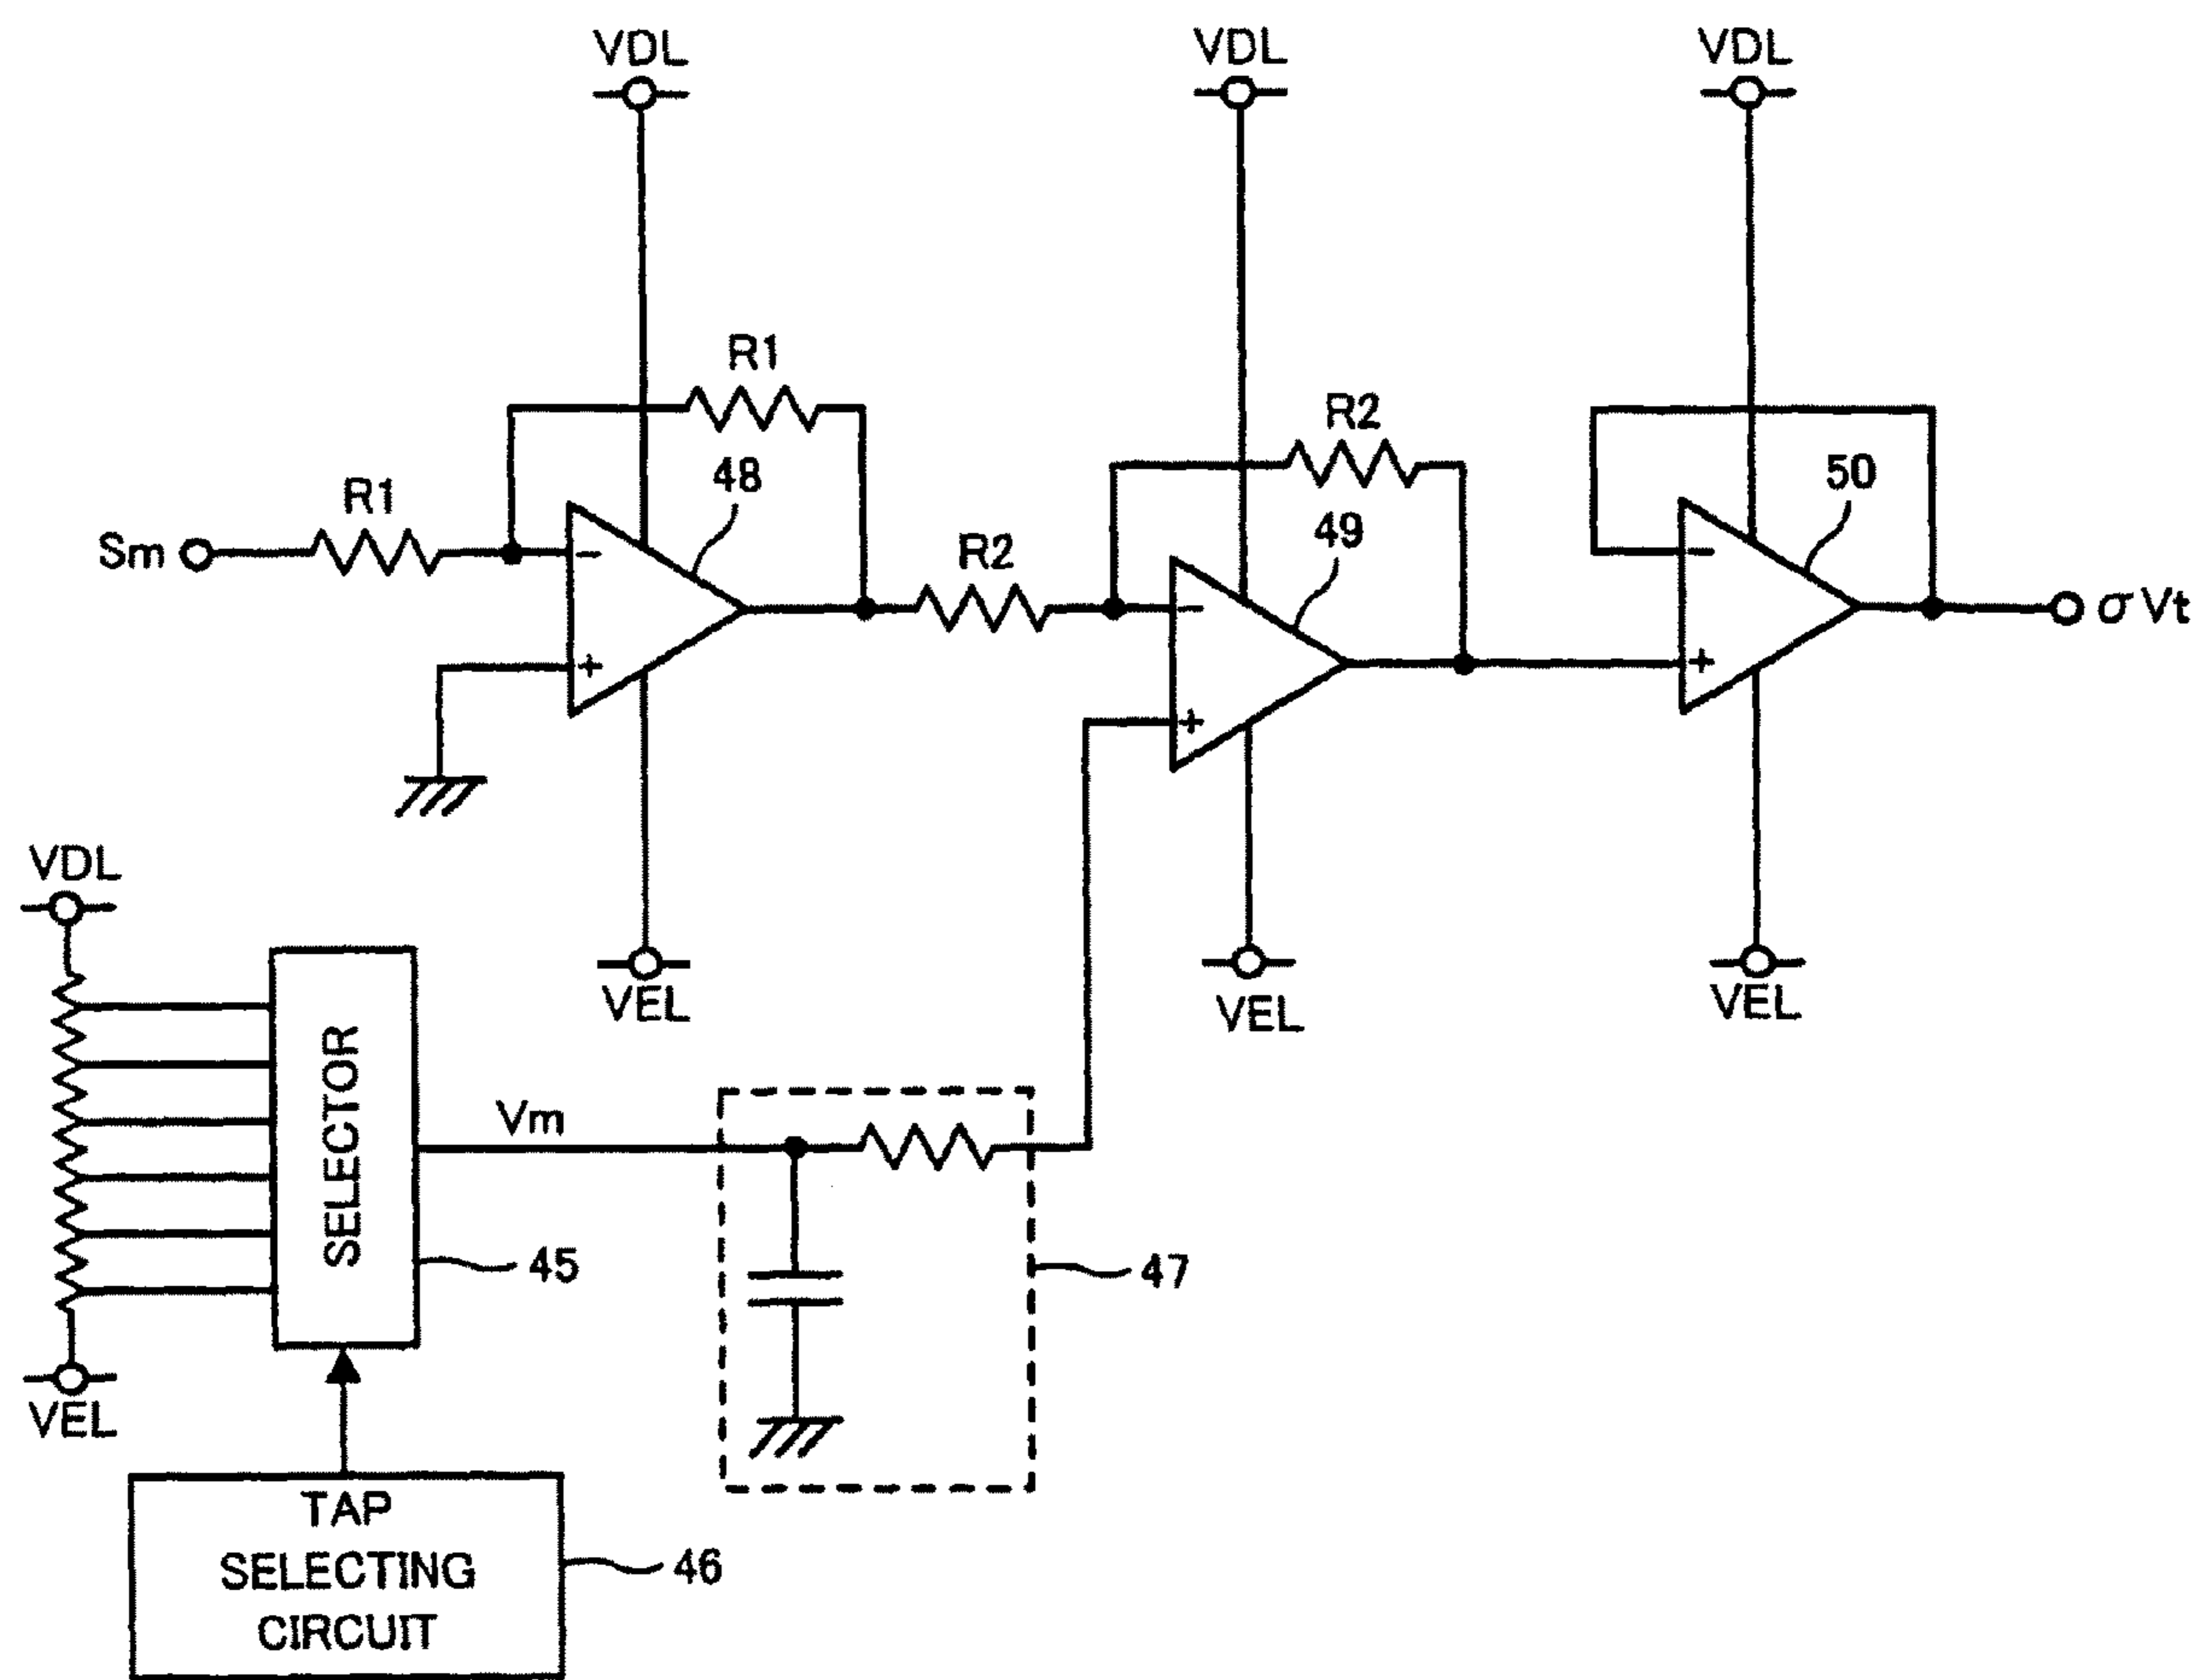 VDL
VDL
VDL
R1
R2
48
50
R1
49
Sm
R2
- 
-
-
σVt
+
+
+
VDL
VEL
VEL
VEL
SELECTOR
Vm
45
47
VEL
TAP
SELECTING
CIRCUIT
46